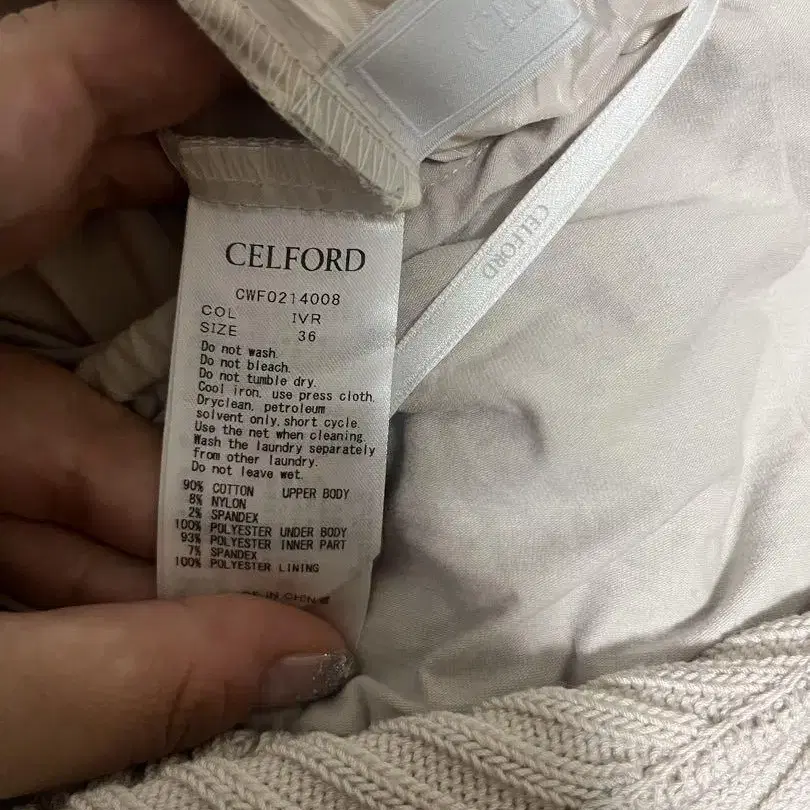 CELFORD
CELFORD
CWF0214008
COL IVR
SIZE 36
Do not wash.
Do not bleach.
Do not tumble dry.
Cool iron, use press cloth.
Dryclean, petroleum
solvent only, short cycle.
Use the net when cleaning.
Wash the laundry separately
from other laundry.
Do not leave wet.
90% COTTON UPPER BODY
8% NYLON
2% SPANDEX
100% POLYESTER UNDER BODY
93% POLYESTER INNER PART
7% SPANDEX
100% POLYESTER LINING
IN